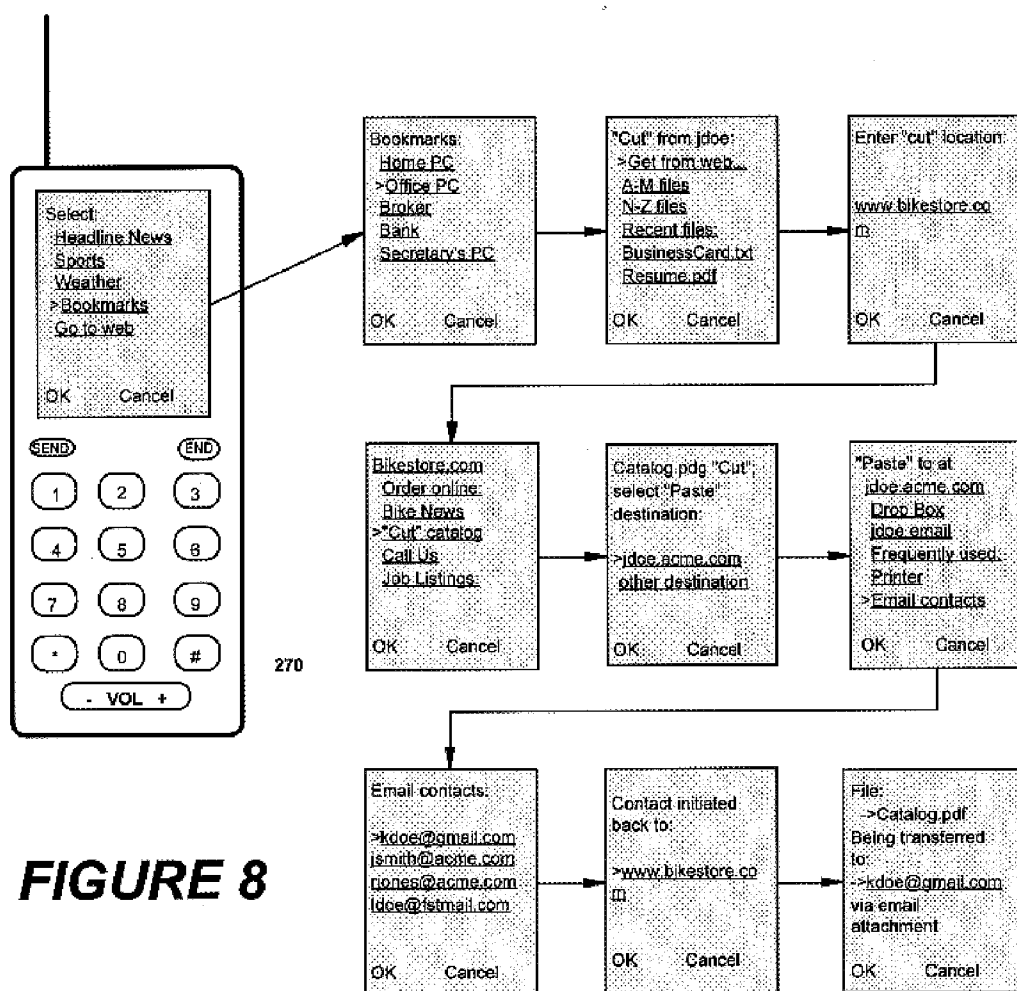 Select:
Headline News
Sports
Weather
>Bookmarks
Go to web
OK Cancel
SEND END
1 2 3
4 5 6
7 8 9
* 0 #
- VOL +
270
Bookmarks:
Home PC
>Office PC
Broker
Bank
Secretary's PC
OK Cancel
"Cut" from jdoe:
>Get from web...
A-M files
N-Z files
Recent files:
BusinessCard.txt
Resume.pdf
OK Cancel
Enter "cut" location:
www.bikestore.co
m
OK Cancel
Bikestore.com
Order online:
Bike News
>"Cut" catalog
Call Us
Job Listings:
OK Cancel
Catalog.pdg "Cut";
select "Paste"
destination:
>jdoe.acme.com
other destination
OK Cancel
"Paste" to at
jdoe.acme.com
Drop Box
jdoe email
Frequently used:
Printer
>Email contacts
OK Cancel
Email contacts:
>kdoe@gmail.com
jsmith@acme.com
rjones@acme.com
ldoe@fstmail.com
OK Cancel
Contact initiated
back to:
>www.bikestore.co
m
OK Cancel
File:
->Catalog.pdf
Being transferred
to:
->kdoe@gmail.com
via email
attachment
OK Cancel
FIGURE 8